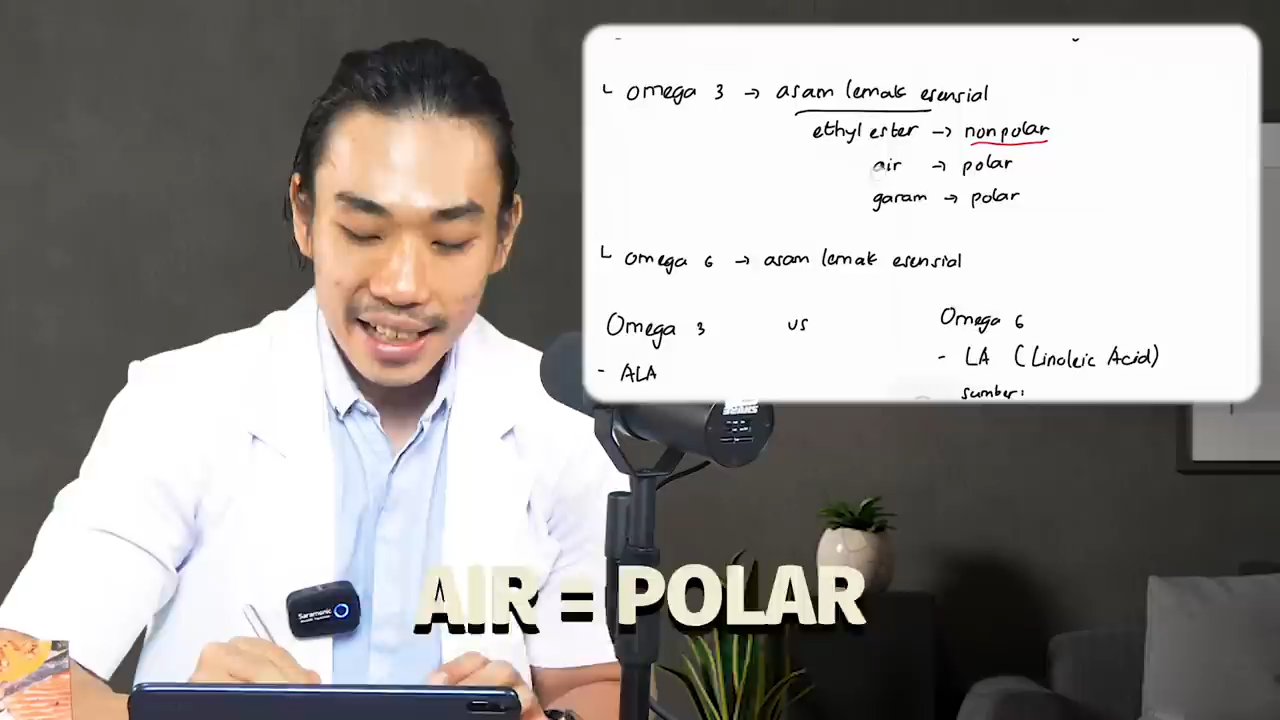 └ omega 3 → asam lemak esensial
ethyl ester → nonpolar
air → polar
garam → polar
└ omega 6 → asam lemak esensial
Omega 3 vs Omega 6
- ALA
- LA (Linoleic Acid)
sumber:
AIR = POLAR
Saramonic